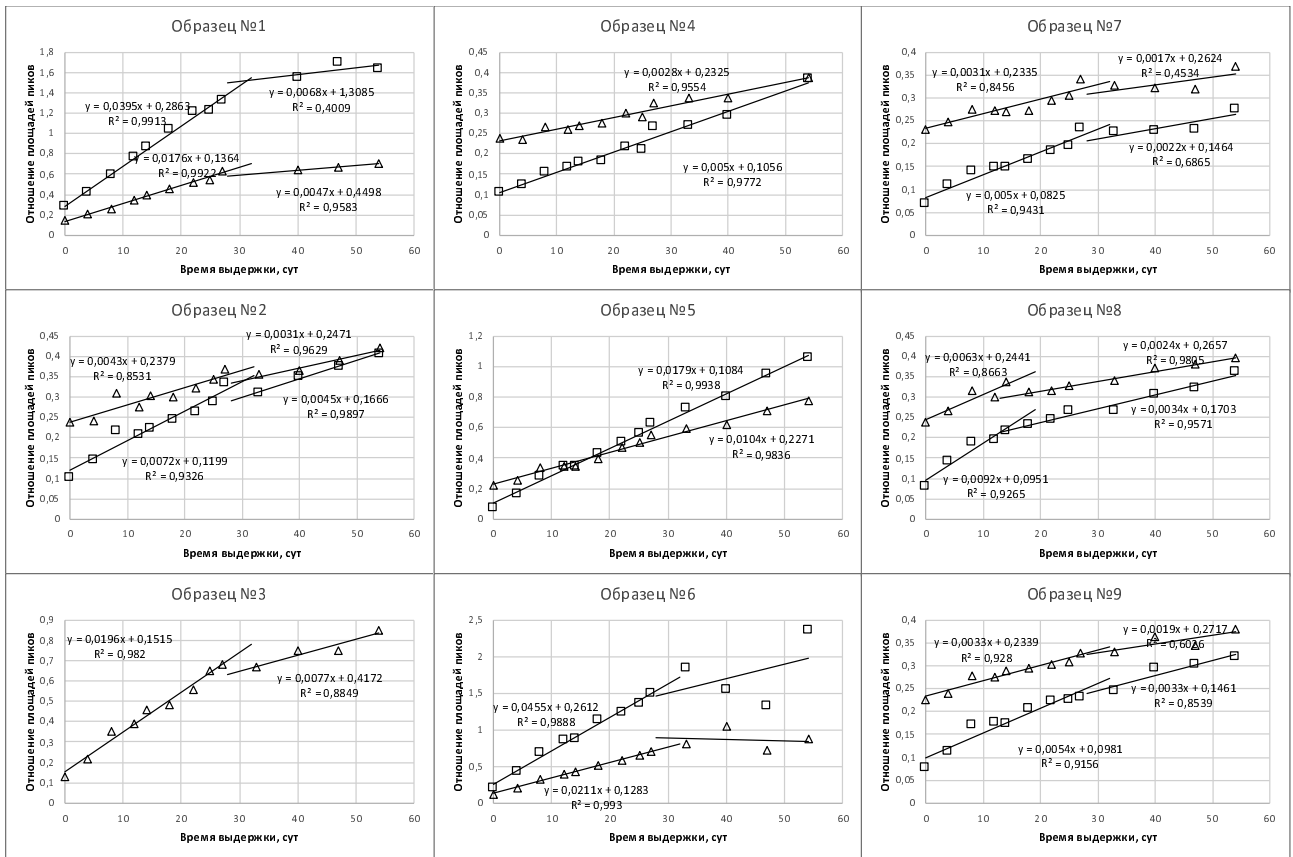 Образец №1
Отношение площадей пиков
1,8
1,6
1,4
1,2
1
0,8
0,6
0,4
0,2
0
y = 0,0395x + 0,2863
R² = 0,9913
y = 0,0068x + 1,3085
R² = 0,4009
y = 0,0176x + 0,1364
R² = 0,9922
y = 0,0047x + 0,4498
R² = 0,9583
0 10 20 30 40 50 60
Время выдержки, сут
Образец №4
Отношение площадей пиков
0,45
0,4
0,35
0,3
0,25
0,2
0,15
0,1
0,05
0
y = 0,0028x + 0,2325
R² = 0,9554
y = 0,005x + 0,1056
R² = 0,9772
0 10 20 30 40 50 60
Время выдержки, сут
Образец №7
Отношение площадей пиков
0,4
0,35
0,3
0,25
0,2
0,15
0,1
0,05
0
y = 0,0031x + 0,2335
R² = 0,8456
y = 0,0017x + 0,2624
R² = 0,4534
y = 0,0022x + 0,1464
R² = 0,6865
y = 0,005x + 0,0825
R² = 0,9431
0 10 20 30 40 50 60
Время выдержки, сут
Образец №2
Отношение площадей пиков
0,45
0,4
0,35
0,3
0,25
0,2
0,15
0,1
0,05
0
y = 0,0043x + 0,2379
R² = 0,8531
y = 0,0031x + 0,2471
R² = 0,9629
y = 0,0045x + 0,1666
R² = 0,9897
y = 0,0072x + 0,1199
R² = 0,9326
0 10 20 30 40 50 60
Время выдержки, сут
Образец №5
Отношение площадей пиков
1,2
1
0,8
0,6
0,4
0,2
0
y = 0,0179x + 0,1084
R² = 0,9938
y = 0,0104x + 0,2271
R² = 0,9836
0 10 20 30 40 50 60
Время выдержки, сут
Образец №8
Отношение площадей пиков
0,45
0,4
0,35
0,3
0,25
0,2
0,15
0,1
0,05
0
y = 0,0063x + 0,2441
R² = 0,8663
y = 0,0024x + 0,2657
R² = 0,9805
y = 0,0034x + 0,1703
R² = 0,9571
y = 0,0092x + 0,0951
R² = 0,9265
0 10 20 30 40 50 60
Время выдержки, сут
Образец №3
Отношение площадей пиков
0,9
0,8
0,7
0,6
0,5
0,4
0,3
0,2
0,1
0
y = 0,0196x + 0,1515
R² = 0,982
y = 0,0077x + 0,4172
R² = 0,8849
0 10 20 30 40 50 60
Время выдержки, сут
Образец №6
Отношение площадей пиков
2,5
2
1,5
1
0,5
0
y = 0,0455x + 0,2612
R² = 0,9888
y = 0,0211x + 0,1283
R² = 0,993
0 10 20 30 40 50 60
Время выдержки, сут
Образец №9
Отношение площадей пиков
0,4
0,35
0,3
0,25
0,2
0,15
0,1
0,05
0
y = 0,0033x + 0,2339
R² = 0,928
y = 0,0019x + 0,2717
R² = 0,6026
y = 0,0033x + 0,1461
R² = 0,8539
y = 0,0054x + 0,0981
R² = 0,9156
0 10 20 30 40 50 60
Время выдержки, сут